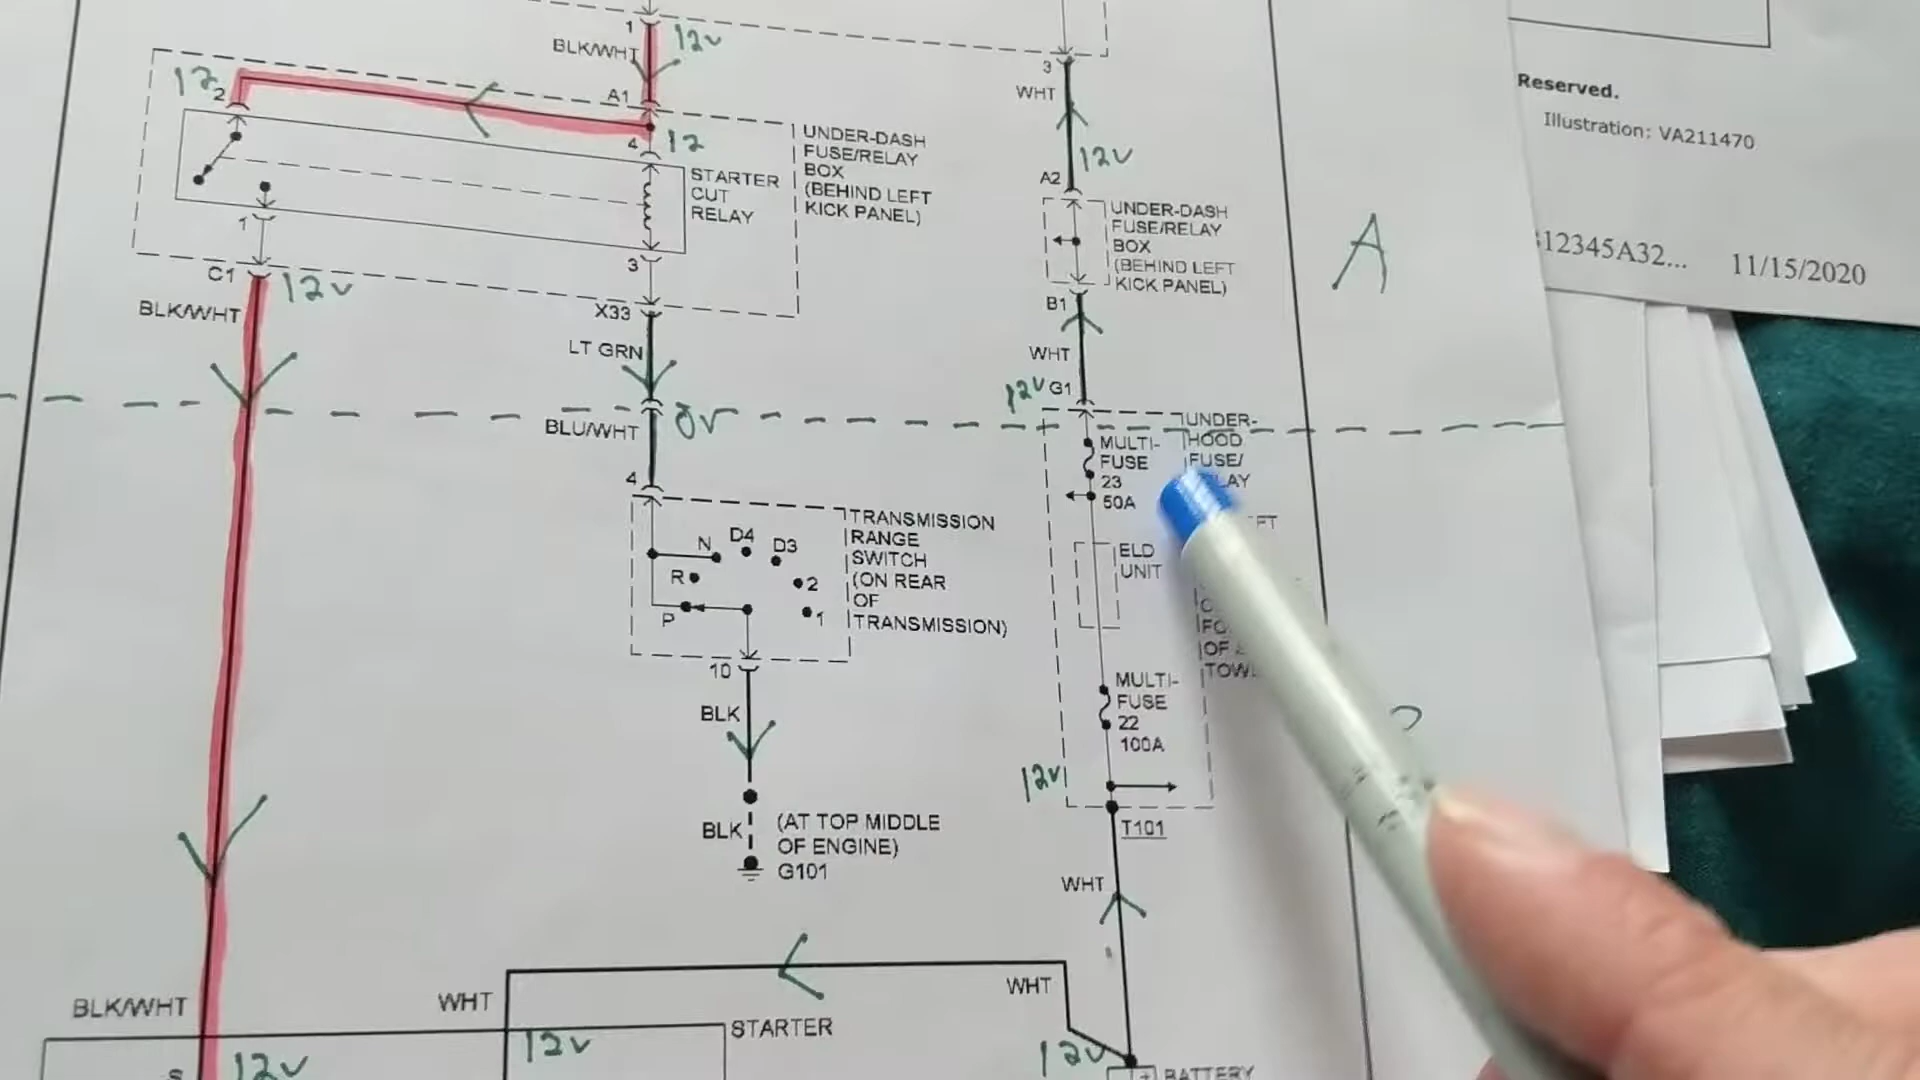 1
BLK/WHT
12v
3
WHT
12
2
A1
12
4
UNDER-DASH
FUSE/RELAY
BOX
(BEHIND LEFT
KICK PANEL)
STARTER
CUT
RELAY
1
3
C1
12v
X33
BLK/WHT
LT GRN
0v
BLU/WHT
4
TRANSMISSION
RANGE
SWITCH
(ON REAR
OF
TRANSMISSION)
N
D4
D3
R
2
P
1
10
BLK
BLK
(AT TOP MIDDLE
OF ENGINE)
G101
12v
A2
UNDER-DASH
FUSE/RELAY
BOX
(BEHIND LEFT
KICK PANEL)
B1
WHT
12v
G1
UNDER-
HOOD
FUSE/
MULTI-
FUSE
23
50A
ELD
UNIT
MULTI-
FUSE
22
100A
12v
T101
WHT
WHT
WHT
BLK/WHT
STARTER
S
12v
12v
12v
+
BATTERY
A
Reserved.
Illustration: VA211470
12345A32...
11/15/2020